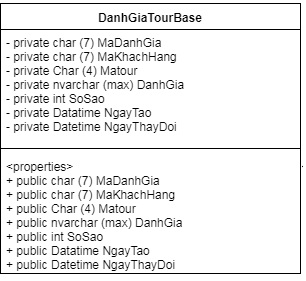 DanhGiaTourBase
- private char (7) MaDanhGia
- private char (7) MaKhachHang
- private Char (4) Matour
- private nvarchar (max) DanhGia
- private int SoSao
- private Datatime NgayTao
- private Datetime NgayThayDoi
<properties>
+ public char (7) MaDanhGia
+ public char (7) MaKhachHang
+ public Char (4) Matour
+ public nvarchar (max) DanhGia
+ public int SoSao
+ public Datatime NgayTao
+ public Datetime NgayThayDoi